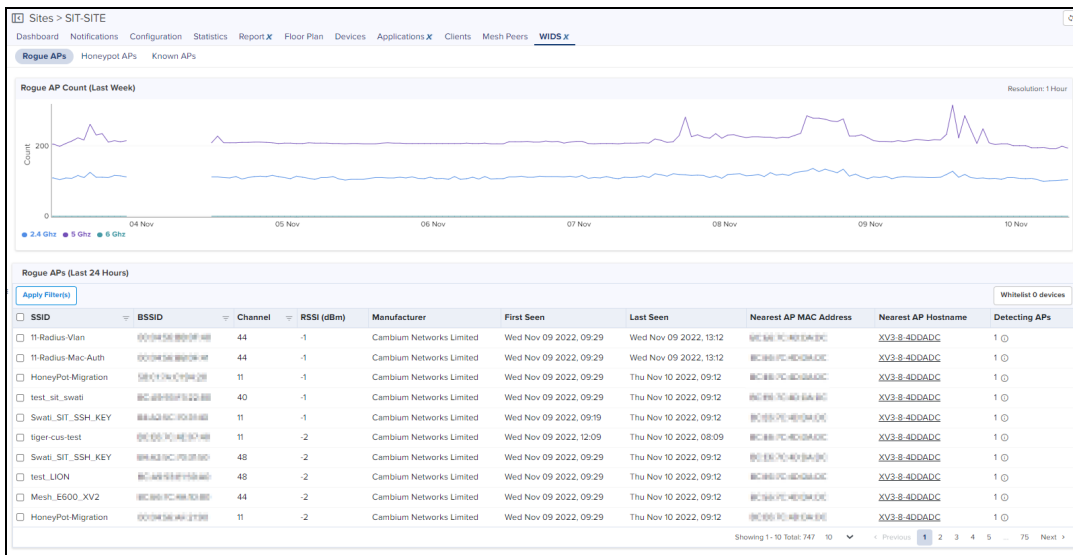 Sites > SIT-SITE
Dashboard Notifications Configuration Statistics Report X Floor Plan Devices Applications X Clients Mesh Peers WIDS X
Rogue APs Honeypot APs Known APs
Rogue AP Count (Last Week) Resolution: 1 Hour
Count
200
0
04 Nov 05 Nov 06 Nov 07 Nov 08 Nov 09 Nov 10 Nov
2.4 Ghz 5 Ghz 6 Ghz
Rogue APs (Last 24 Hours)
Apply Filter(s) Whitelist 0 devices
SSID BSSID Channel RSSI (dBm) Manufacturer First Seen Last Seen Nearest AP MAC Address Nearest AP Hostname Detecting APs
11-Radius-Vlan 44 -1 Cambium Networks Limited Wed Nov 09 2022, 09:29 Wed Nov 09 2022, 13:12 XV3-8-4DDADC 1
11-Radius-Mac-Auth 44 -1 Cambium Networks Limited Wed Nov 09 2022, 09:29 Wed Nov 09 2022, 13:12 XV3-8-4DDADC 1
HoneyPot-Migration 11 -1 Cambium Networks Limited Wed Nov 09 2022, 09:29 Thu Nov 10 2022, 09:12 XV3-8-4DDADC 1
test_sit_swati 40 -1 Cambium Networks Limited Wed Nov 09 2022, 09:29 Thu Nov 10 2022, 09:12 XV3-8-4DDADC 1
Swati_SIT_SSH_KEY 11 -1 Cambium Networks Limited Wed Nov 09 2022, 09:19 Thu Nov 10 2022, 09:12 XV3-8-4DDADC 1
tiger-cus-test 11 -2 Cambium Networks Limited Wed Nov 09 2022, 12:09 Thu Nov 10 2022, 08:09 XV3-8-4DDADC 1
Swati_SIT_SSH_KEY 48 -2 Cambium Networks Limited Wed Nov 09 2022, 09:29 Thu Nov 10 2022, 09:12 XV3-8-4DDADC 1
test_LION 48 -2 Cambium Networks Limited Wed Nov 09 2022, 09:29 Thu Nov 10 2022, 09:12 XV3-8-4DDADC 1
Mesh_E600_XV2 44 -2 Cambium Networks Limited Wed Nov 09 2022, 09:29 Thu Nov 10 2022, 09:12 XV3-8-4DDADC 1
HoneyPot-Migration 11 -2 Cambium Networks Limited Wed Nov 09 2022, 09:29 Thu Nov 10 2022, 09:12 XV3-8-4DDADC 1
Showing 1 - 10 Total: 747 10 < Previous 1 2 3 4 5 ... 75 Next >